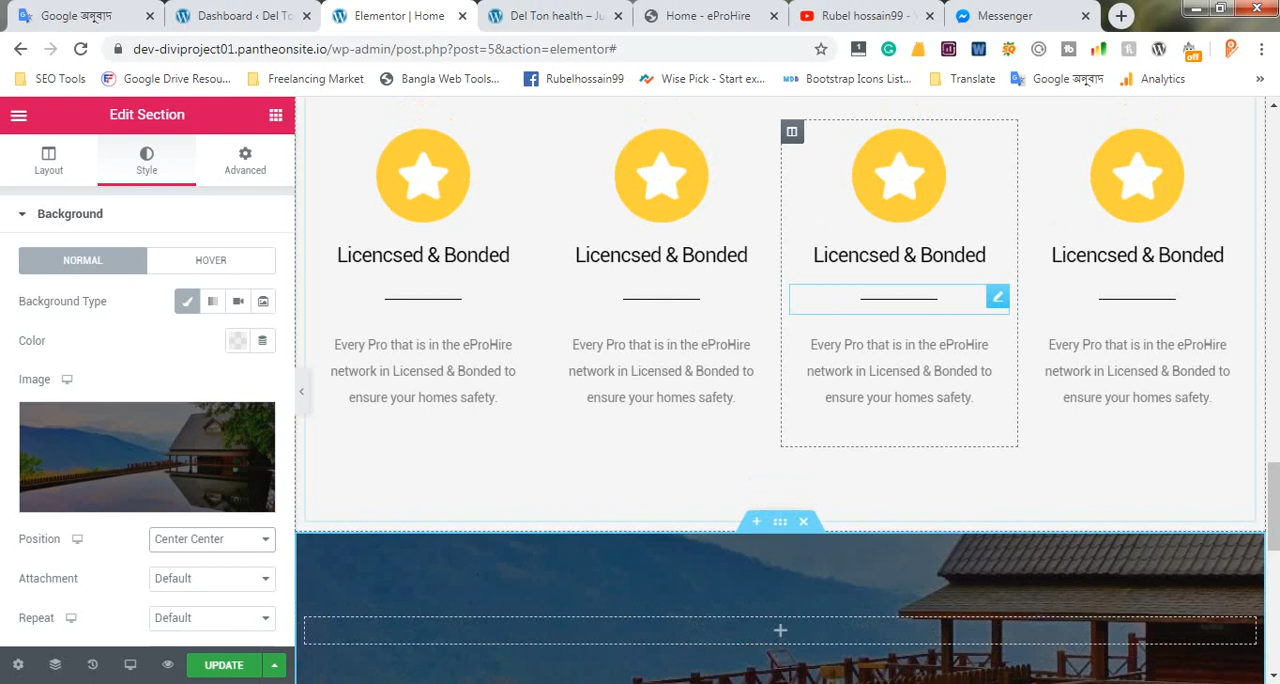 Google অনুবাদ
Dashboard ‹ Del To
Elementor | Home
Del Ton health – Ju
Home - eProHire
Rubel hossain99 -
Messenger
dev-diviproject01.pantheonsite.io/wp-admin/post.php?post=5&action=elementor#
off
SEO Tools
Google Drive Resou...
Freelancing Market
Bangla Web Tools...
Rubelhossain99
Wise Pick - Start ex...
MDB Bootstrap Icons List...
Translate
Google অনুবাদ
Analytics
»
Edit Section
Layout
Style
Advanced
Background
NORMAL
HOVER
Background Type
Color
Image
Position
Center Center
Attachment
Default
Repeat
Default
UPDATE
Licencsed & Bonded
Licencsed & Bonded
Licencsed & Bonded
Licencsed & Bonded
Every Pro that is in the eProHire
network in Licensed & Bonded to
ensure your homes safety.
Every Pro that is in the eProHire
network in Licensed & Bonded to
ensure your homes safety.
Every Pro that is in the eProHire
network in Licensed & Bonded to
ensure your homes safety.
Every Pro that is in the eProHire
network in Licensed & Bonded to
ensure your homes safety.